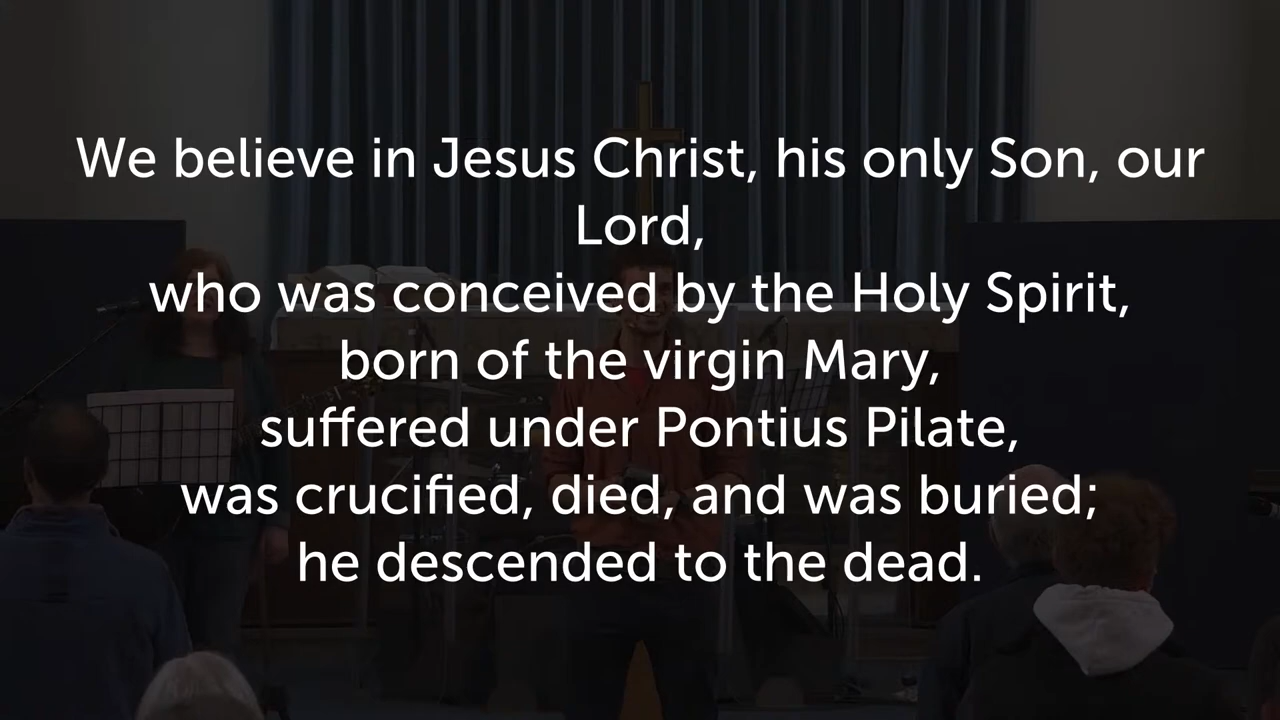 We believe in Jesus Christ, his only Son, our
Lord,
who was conceived by the Holy Spirit,
born of the virgin Mary,
suffered under Pontius Pilate,
was crucified, died, and was buried;
he descended to the dead.